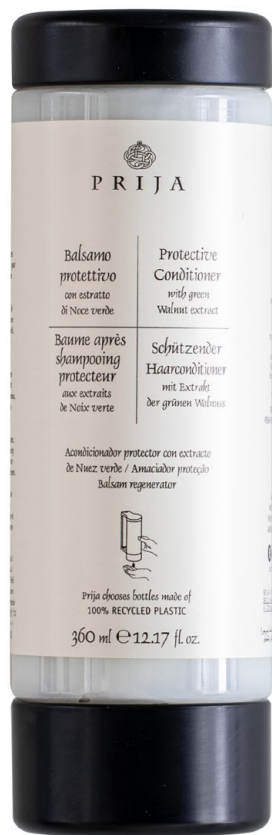 PRIJA
Balsamo
protettivo
con estratto
di Noce verde
Protective
Conditioner
with green
Walnut extract
Baume après
shampooing
protecteur
aux extraits
de Noix verte
Schützender
Haarconditioner
mit Extrakt
der grünen Walnuss
Acondicionador protector con extracto
de Nuez verde / Amaciador proteção
Balsam regenerator
Prija chooses bottles made of
100% RECYCLED PLASTIC
360 ml ℮ 12.17 fl. oz.